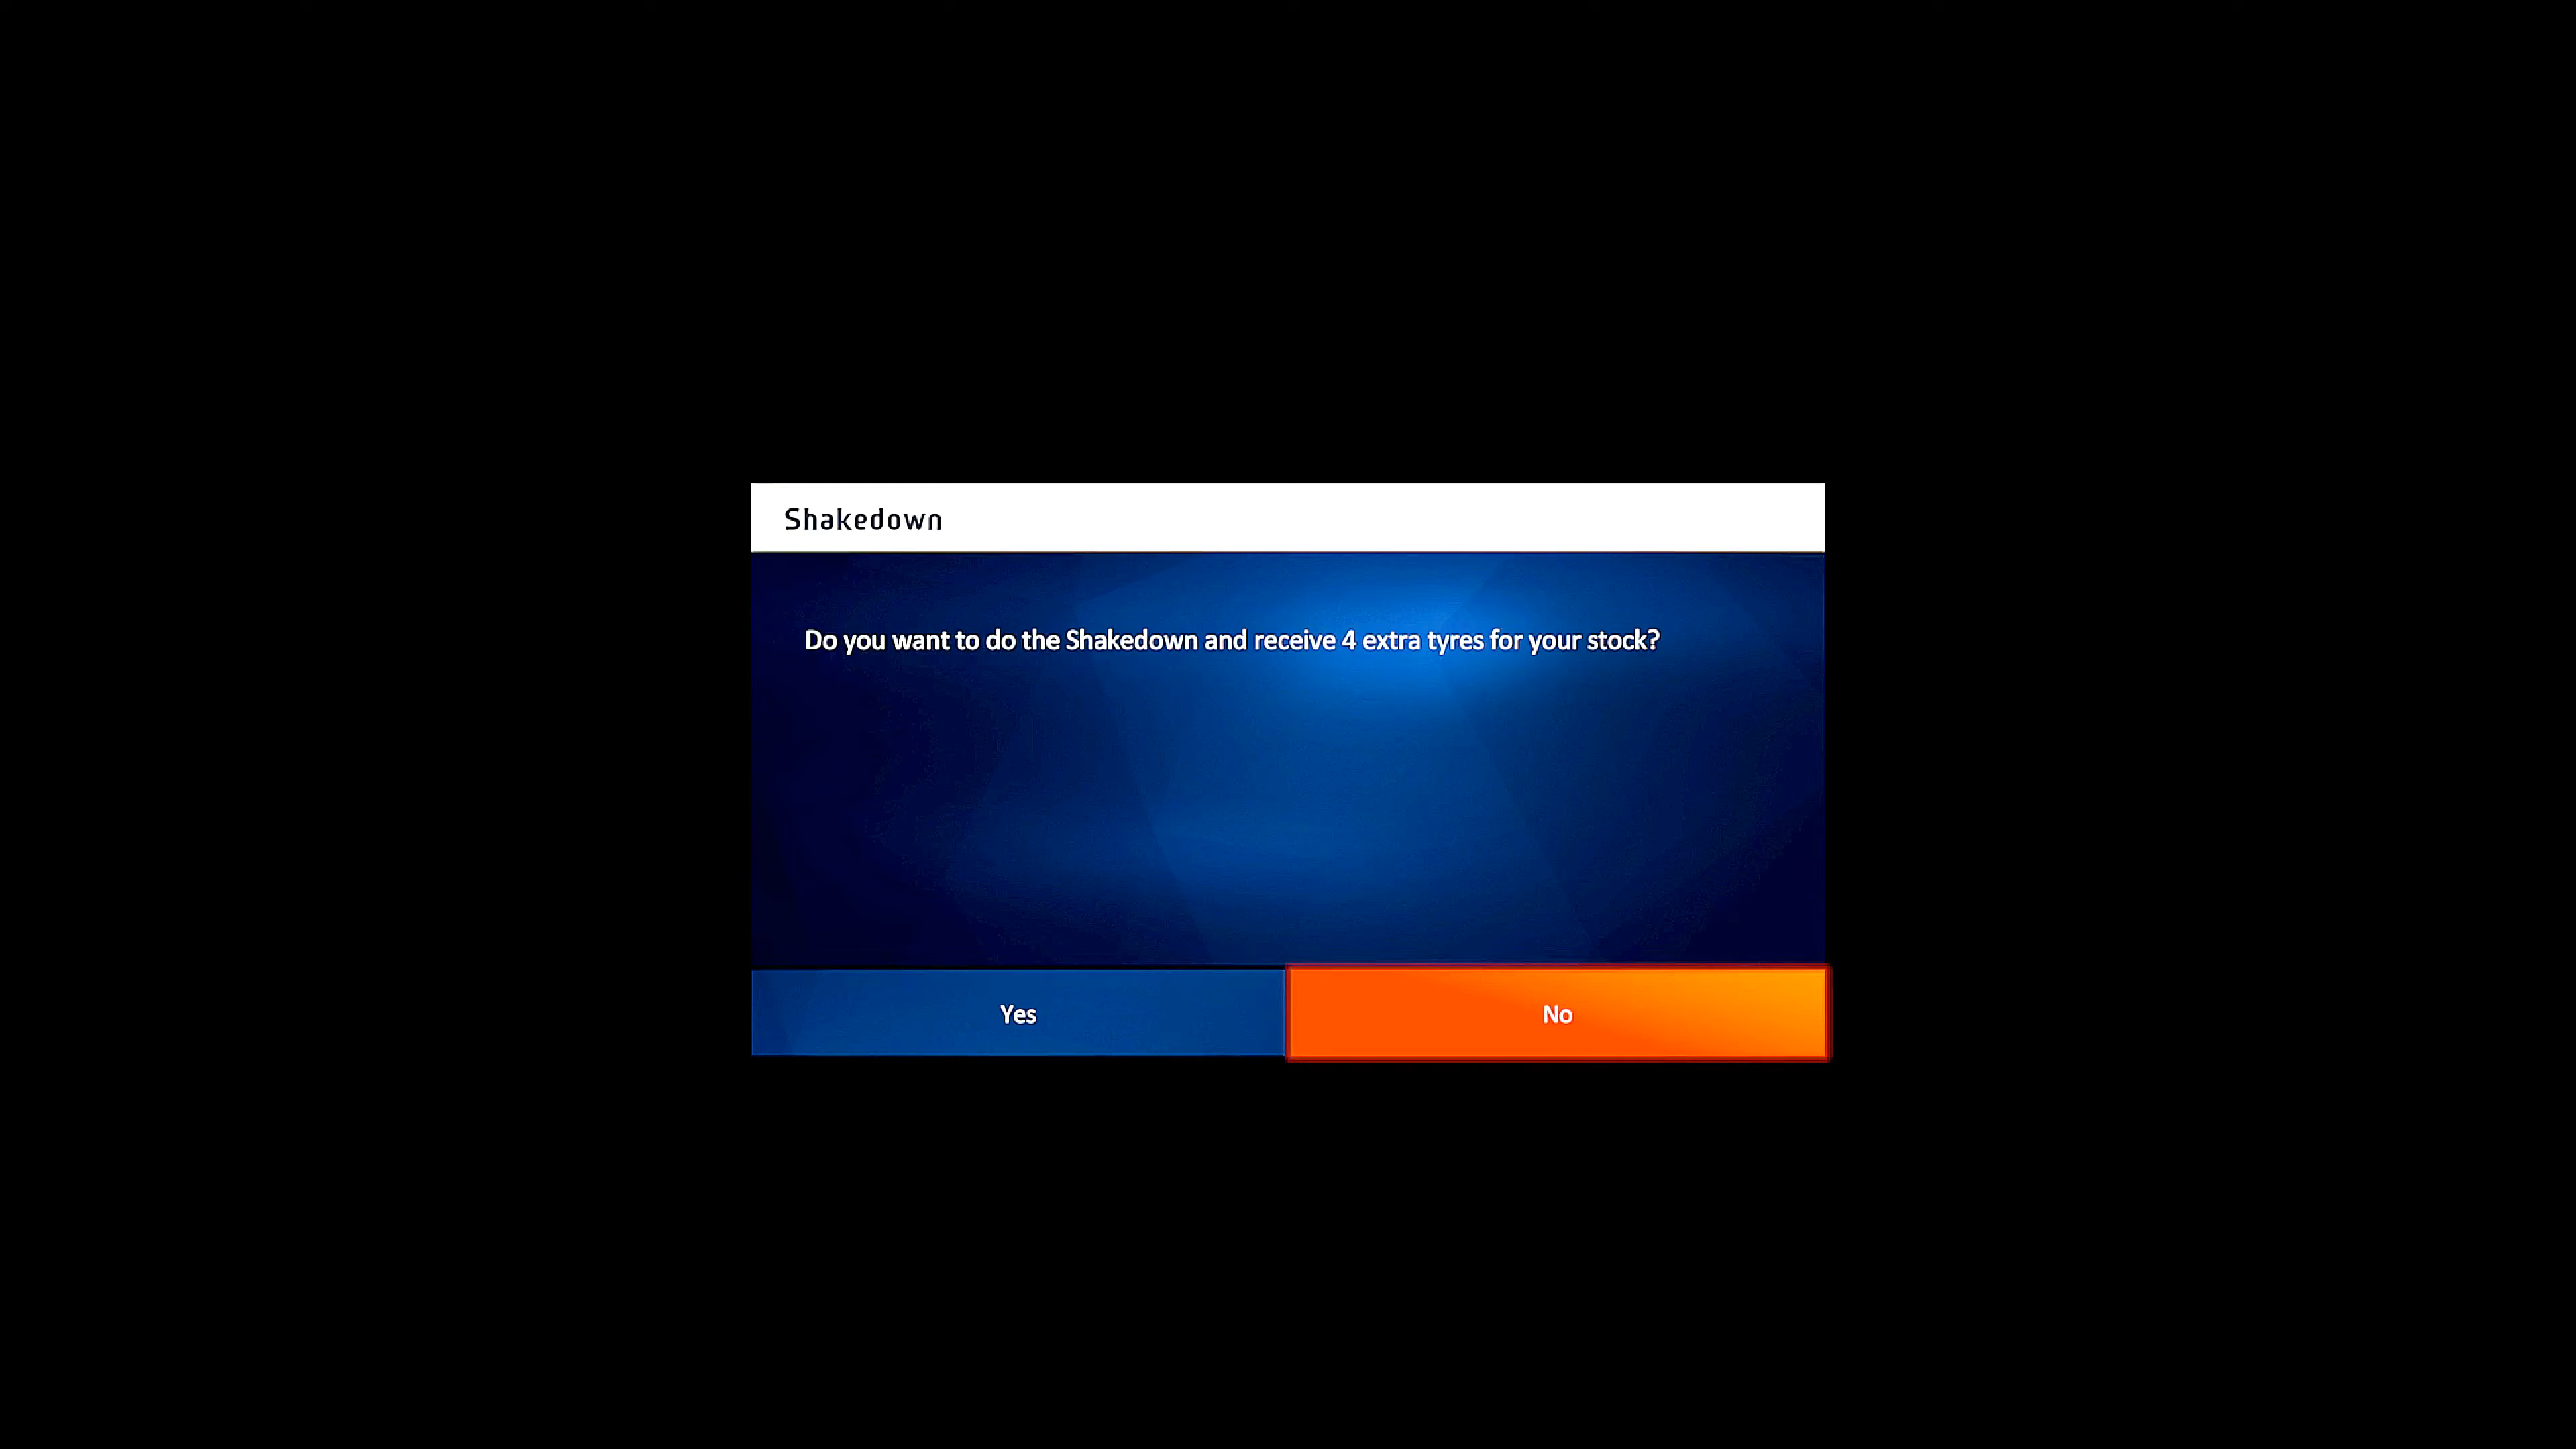 Shakedown
Do you want to do the Shakedown and receive 4 extra tyres for your stock?
Yes
No